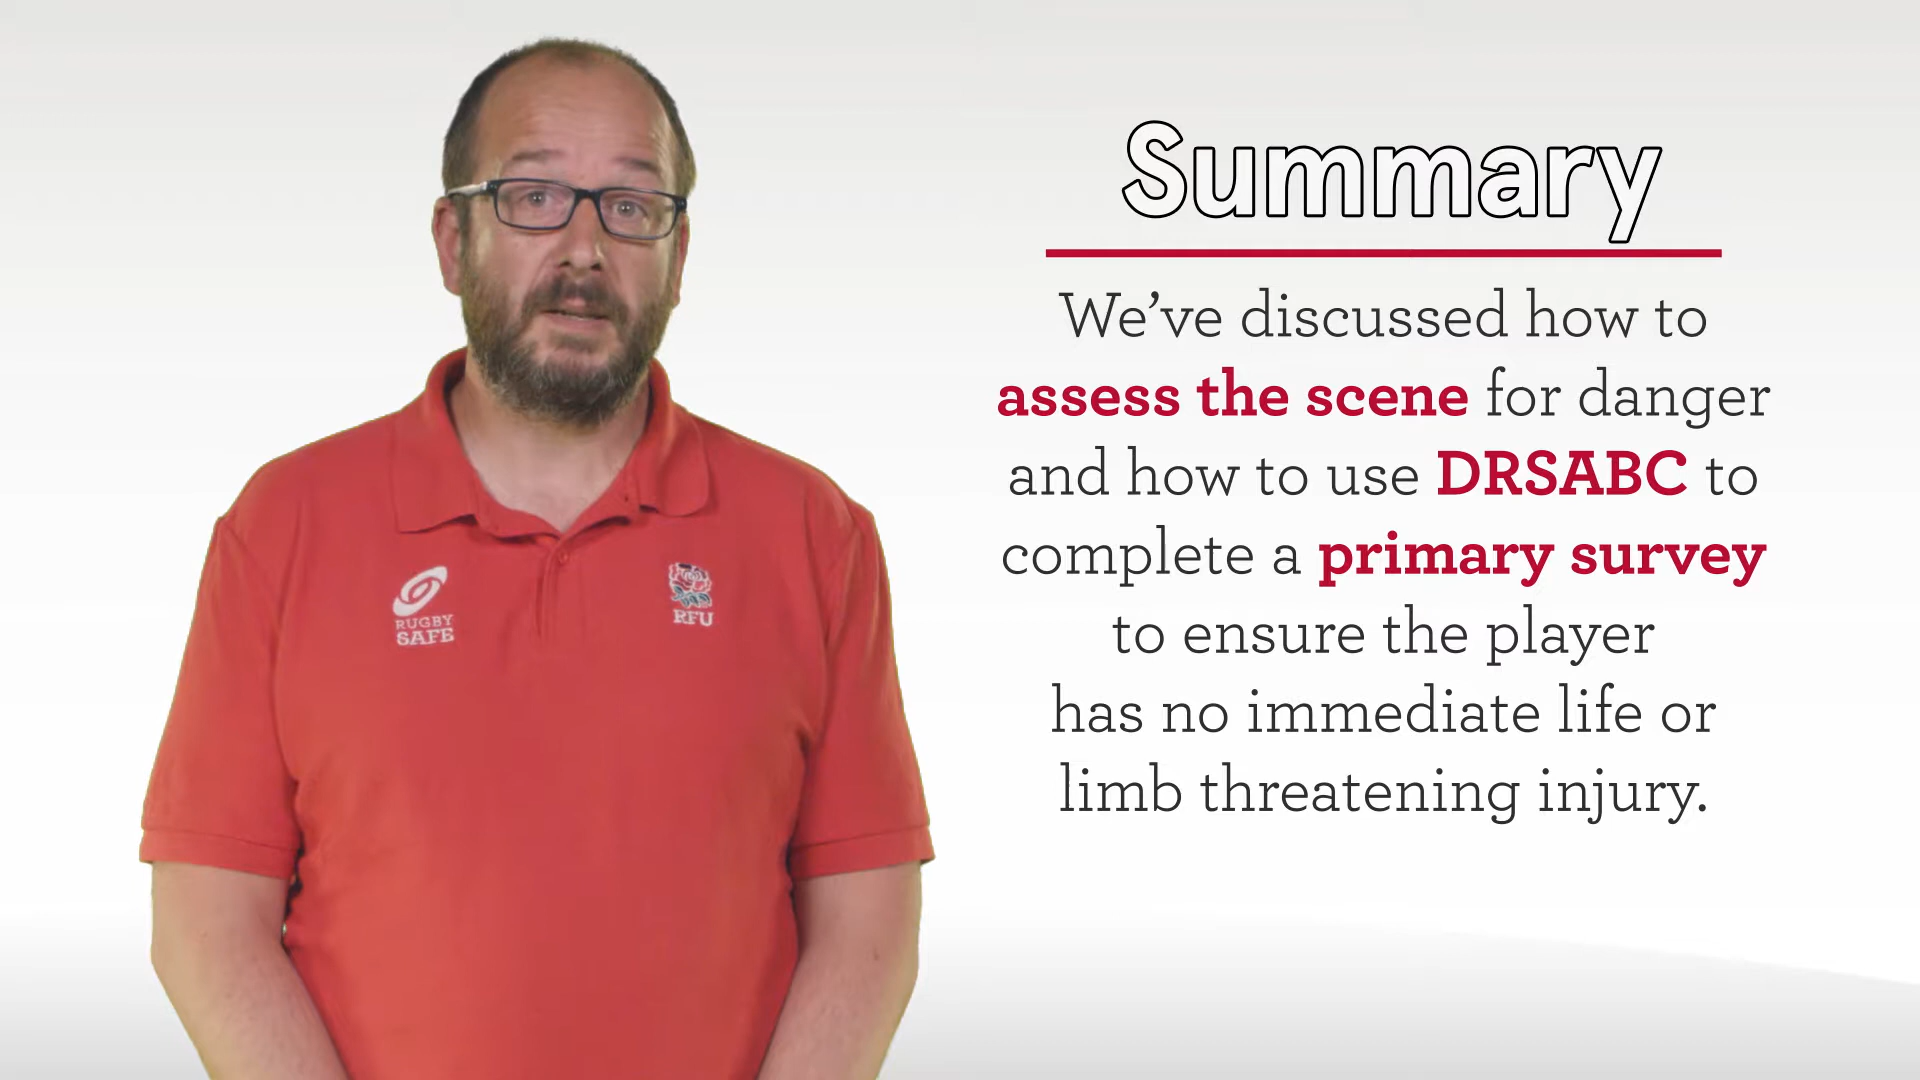 Summary
We’ve discussed how to
assess the scene for danger
and how to use DRSABC to
complete a primary survey
to ensure the player
has no immediate life or
limb threatening injury.
RUGBY
SAFE
RFU